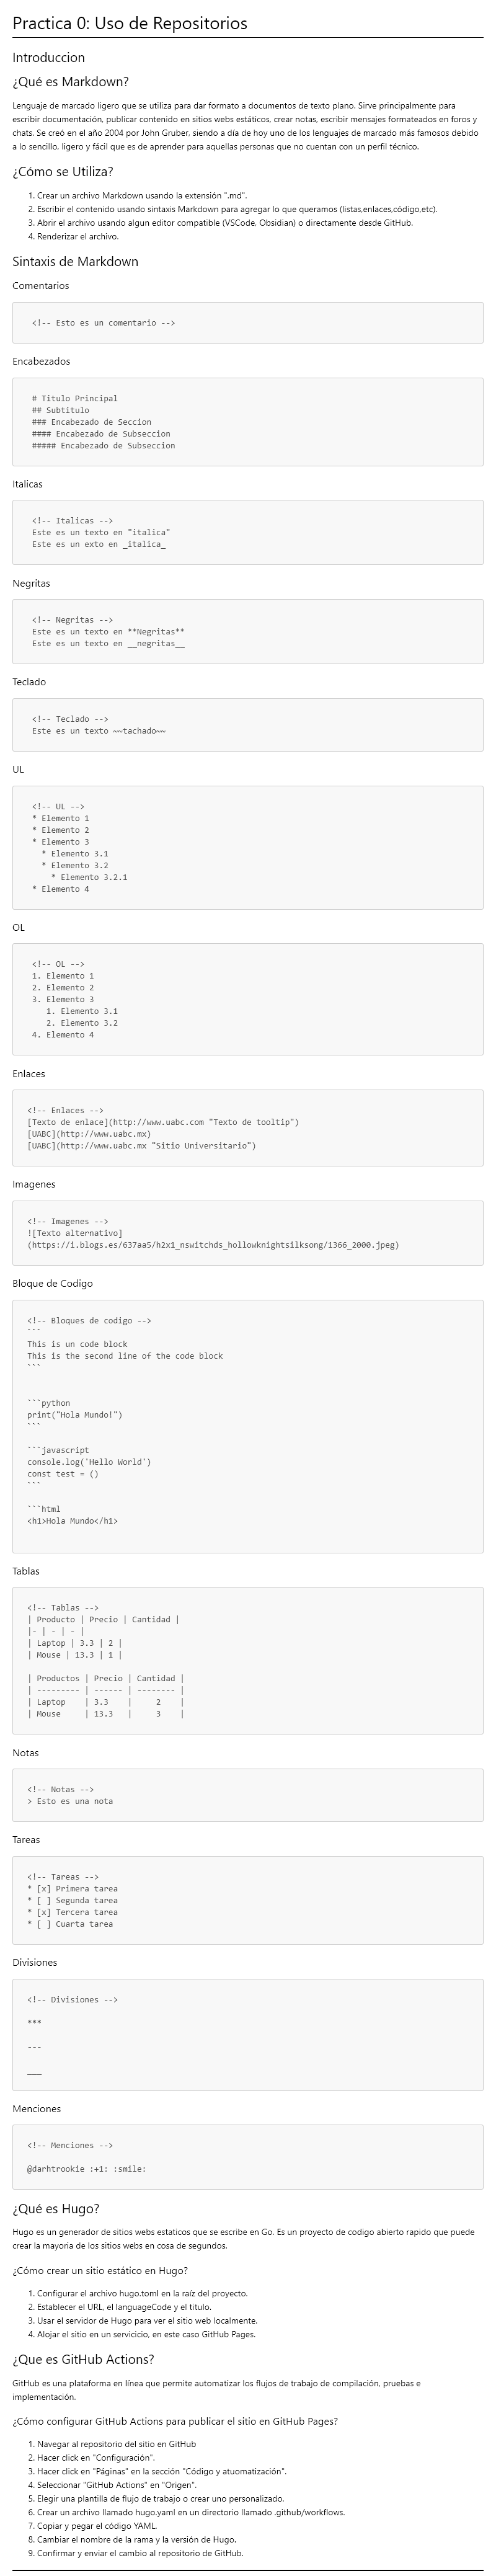 Practica 0: Uso de Repositorios
Introduccion
¿Qué es Markdown?
Lenguaje de marcado ligero que se utiliza para dar formato a documentos de texto plano. Sirve principalmente para
escribir documentación, publicar contenido en sitios webs estáticos, crear notas, escribir mensajes formateados en foros y
chats. Se creó en el año 2004 por John Gruber, siendo a día de hoy uno de los lenguajes de marcado más famosos debido
a lo sencillo, ligero y fácil que es de aprender para aquellas personas que no cuentan con un perfil técnico.
¿Cómo se Utiliza?
1. Crear un archivo Markdown usando la extensión ".md".
2. Escribir el contenido usando sintaxis Markdown para agregar lo que queramos (listas,enlaces,código,etc).
3. Abrir el archivo usando algun editor compatible (VSCode, Obsidian) o directamente desde GitHub.
4. Renderizar el archivo.
Sintaxis de Markdown
Comentarios
<!-- Esto es un comentario -->
Encabezados
# Titulo Principal
## Subtitulo
### Encabezado de Seccion
#### Encabezado de Subseccion
##### Encabezado de Subseccion
Italicas
<!-- Italicas -->
Este es un texto en "italica"
Este es un exto en _italica_
Negritas
<!-- Negritas -->
Este es un texto en **Negritas**
Este es un texto en __negritas__
Teclado
<!-- Teclado -->
Este es un texto ~~tachado~~
UL
<!-- UL -->
* Elemento 1
* Elemento 2
* Elemento 3
  * Elemento 3.1
  * Elemento 3.2
    * Elemento 3.2.1
* Elemento 4
OL
<!-- OL -->
1. Elemento 1
2. Elemento 2
3. Elemento 3
   1. Elemento 3.1
   2. Elemento 3.2
4. Elemento 4
Enlaces
<!-- Enlaces -->
[Texto de enlace](http://www.uabc.com "Texto de tooltip")
[UABC](http://www.uabc.mx)
[UABC](http://www.uabc.mx "Sitio Universitario")
Imagenes
<!-- Imagenes -->
![Texto alternativo]
(https://i.blogs.es/637aa5/h2x1_nswitchds_hollowknightsilksong/1366_2000.jpeg)
Bloque de Codigo
<!-- Bloques de codigo -->
```
This is un code block
This is the second line of the code block
```
```python
print("Hola Mundo!")
```
```javascript
console.log('Hello World')
const test = ()
```
```html
<h1>Hola Mundo</h1>
Tablas
<!-- Tablas -->
| Producto | Precio | Cantidad |
|- | - | - |
| Laptop | 3.3 | 2 |
| Mouse | 13.3 | 1 |
| Productos | Precio | Cantidad |
| --------- | ------ | -------- |
| Laptop    | 3.3    |     2    |
| Mouse     | 13.3   |     3    |
Notas
<!-- Notas -->
> Esto es una nota
Tareas
<!-- Tareas -->
* [x] Primera tarea
* [ ] Segunda tarea
* [x] Tercera tarea
* [ ] Cuarta tarea
Divisiones
<!-- Divisiones -->
***
---
___
Menciones
<!-- Menciones -->
@darhtrookie :+1: :smile:
¿Qué es Hugo?
Hugo es un generador de sitios webs estaticos que se escribe en Go. Es un proyecto de codigo abierto rapido que puede
crear la mayoria de los sitios webs en cosa de segundos.
¿Cómo crear un sitio estático en Hugo?
1. Configurar el archivo hugo.toml en la raíz del proyecto.
2. Establecer el URL, el languageCode y el titulo.
3. Usar el servidor de Hugo para ver el sitio web localmente.
4. Alojar el sitio en un servicicio, en este caso GitHub Pages.
¿Que es GitHub Actions?
GitHub es una plataforma en línea que permite automatizar los flujos de trabajo de compilación, pruebas e
implementación.
¿Cómo configurar GitHub Actions para publicar el sitio en GitHub Pages?
1. Navegar al repositorio del sitio en GitHub
2. Hacer click en "Configuración".
3. Hacer click en "Páginas" en la sección "Código y atuomatización".
4. Seleccionar "GitHub Actions" en "Origen".
5. Elegir una plantilla de flujo de trabajo o crear uno personalizado.
6. Crear un archivo llamado hugo.yaml en un directorio llamado .github/workflows.
7. Copiar y pegar el código YAML.
8. Cambiar el nombre de la rama y la versión de Hugo.
9. Confirmar y enviar el cambio al repositorio de GitHub.